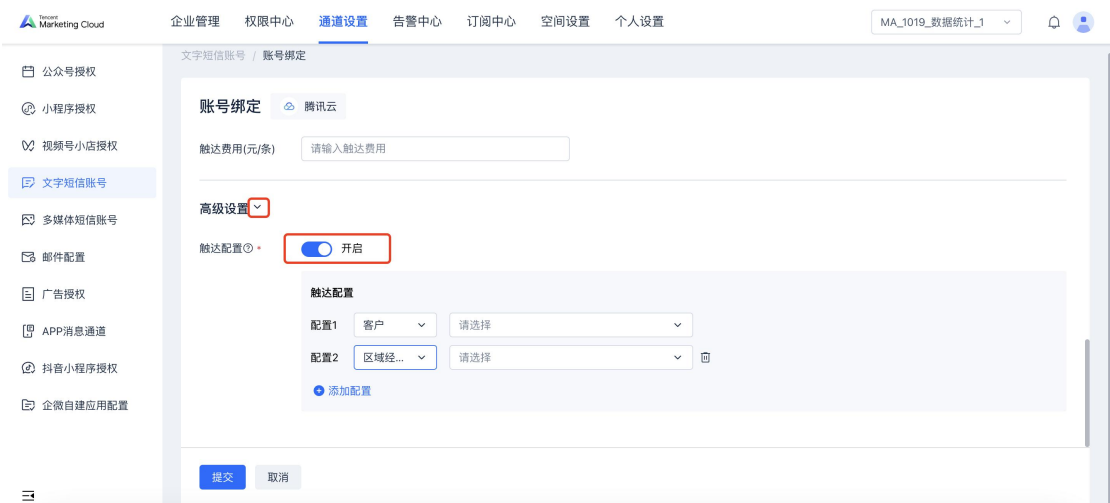 Tencent
Marketing Cloud
企业管理 权限中心 通道设置 告警中心 订阅中心 空间设置 个人设置
MA_1019_数据统计_1
文字短信账号 / 账号绑定
公众号授权
小程序授权
视频号小店授权
文字短信账号
多媒体短信账号
邮件配置
广告授权
APP消息通道
抖音小程序授权
企微自建应用配置
账号绑定 腾讯云
触达费用(元/条) 请输入触达费用
高级设置
触达配置 * 开启
触达配置
配置1 客户 请选择
配置2 区域经... 请选择
添加配置
提交 取消